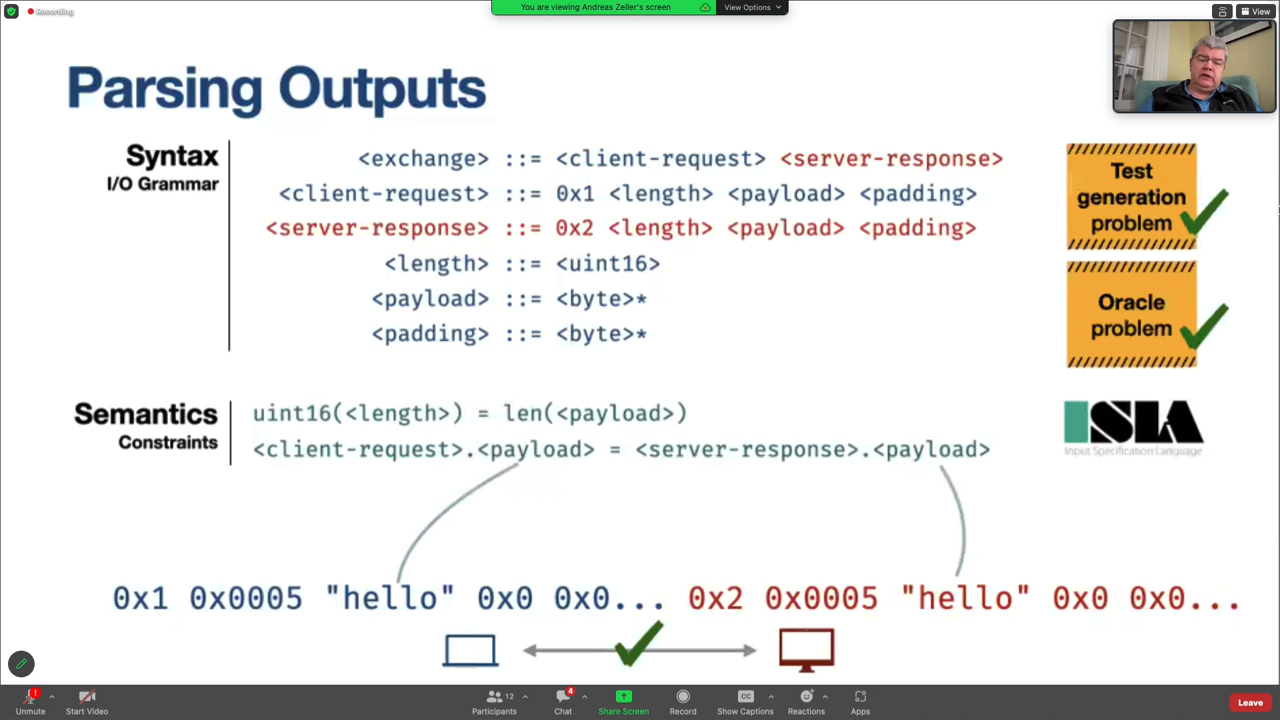 Recording
You are viewing Andreas Zeller's screen
View Options
View
Parsing Outputs
Syntax
I/O Grammar
<exchange> ::= <client-request> <server-response>
<client-request> ::= 0x1 <length> <payload> <padding>
<server-response> ::= 0x2 <length> <payload> <padding>
<length> ::= <uint16>
<payload> ::= <byte>*
<padding> ::= <byte>*
Test
generation
problem
Oracle
problem
Semantics
Constraints
uint16(<length>) = len(<payload>)
<client-request>.<payload> = <server-response>.<payload>
ISLA
Input Specification Language
0x1 0x0005 "hello" 0x0 0x0... 0x2 0x0005 "hello" 0x0 0x0...
Unmute
Start Video
Participants
12
Chat
4
Share Screen
Record
CC
Show Captions
Reactions
Apps
Leave